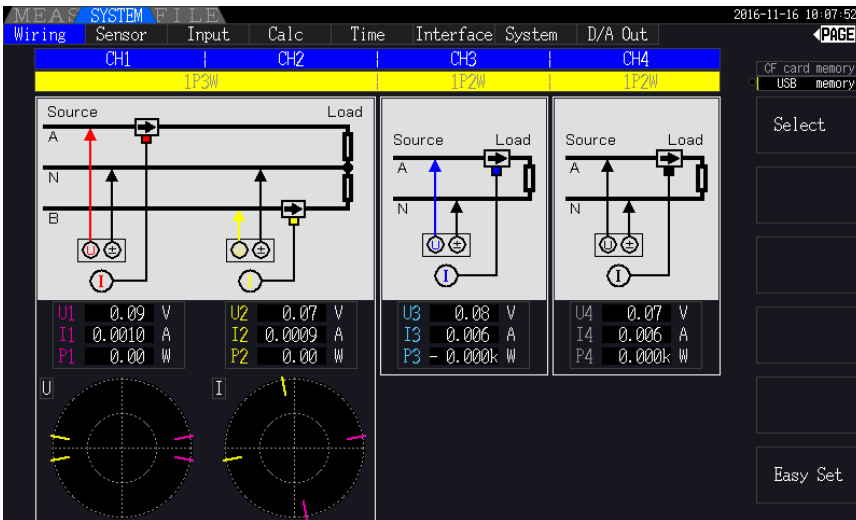 MEAS SYSTEM FILE 2016-11-16 10:07:52
Wiring Sensor Input Calc Time Interface System D/A Out PAGE
CH1 CH2 CH3 CH4
1P3W 1P2W 1P2W
CF card memory
USB memory
Select
Source Load
A
N
B
U ± U ±
I I
Source Load
A
N
U ±
I
Source Load
A
N
U ±
I
U1 0.09 V
I1 0.0010 A
P1 0.00 W
U2 0.07 V
I2 0.0009 A
P2 0.00 W
U3 0.08 V
I3 0.006 A
P3 - 0.000k W
U4 0.07 V
I4 0.006 A
P4 0.000k W
U I
Easy Set